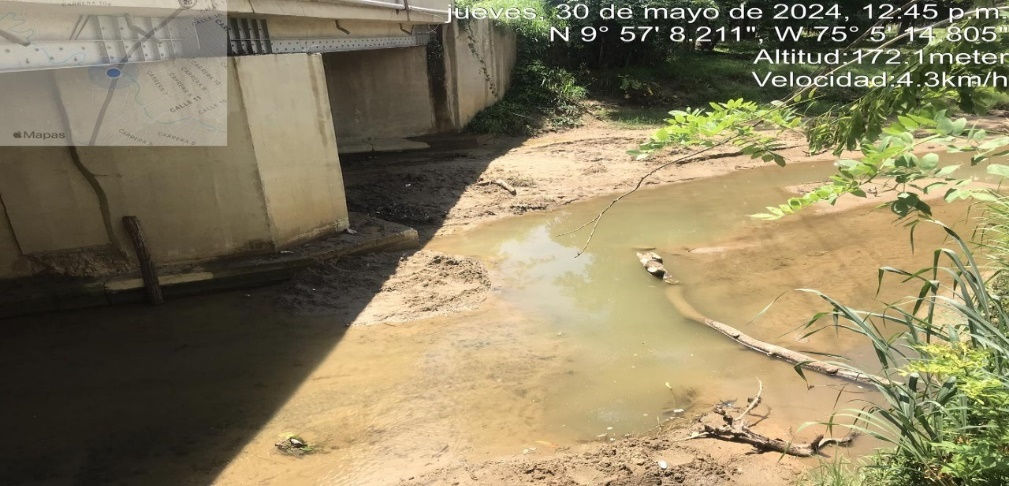 jueves, 30 de mayo de 2024, 12:45 p.m.
N 9° 57' 8.211", W 75° 5' 14.805"
Altitud:172.1meter
Velocidad:4.3km/h
Mapas